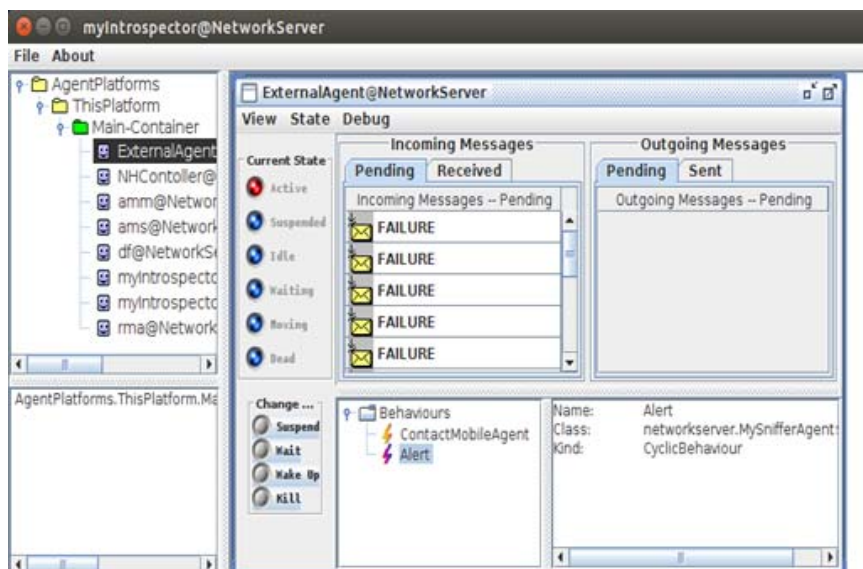 myIntrospector@NetworkServer
File About
AgentPlatforms
ThisPlatform
Main-Container
ExternalAgent
NHContoller@
amm@Networ
ams@Network
df@NetworkSe
myIntrospecto
myIntrospecto
rma@Network
AgentPlatforms.ThisPlatform.Ma
ExternalAgent@NetworkServer
View State Debug
Current State
Active
Suspended
Idle
Waiting
Moving
Dead
Incoming Messages
Pending Received
Incoming Messages -- Pending
FAILURE
FAILURE
FAILURE
FAILURE
FAILURE
Outgoing Messages
Pending Sent
Outgoing Messages -- Pending
Change ...
Suspend
Wait
Wake Up
Kill
Behaviours
ContactMobileAgent
Alert
Name: Alert
Class: networkserver.MySnifferAgent
Kind: CyclicBehaviour